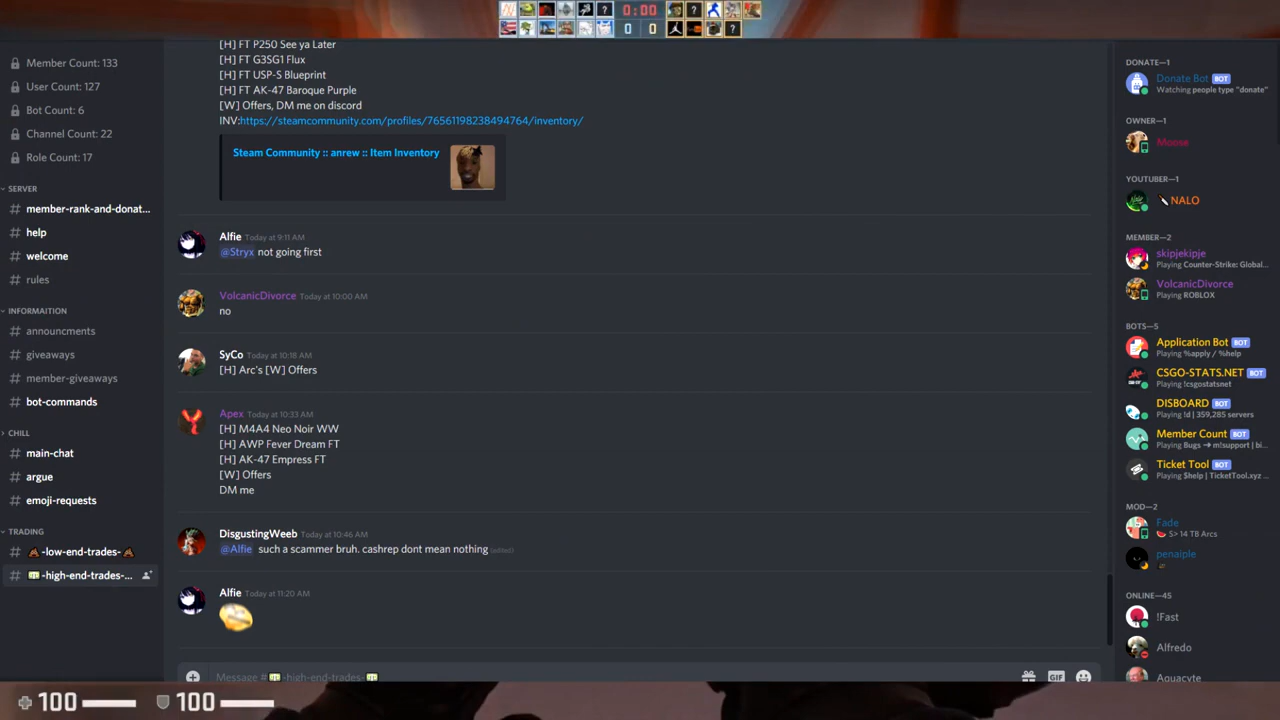 0:00
0 0
Member Count: 133
User Count: 127
Bot Count: 6
Channel Count: 22
Role Count: 17
SERVER
# member-rank-and-donat...
# help
# welcome
# rules
INFORMAITION
# announcments
# giveaways
# member-giveaways
# bot-commands
CHILL
# main-chat
# argue
# emoji-requests
TRADING
# -low-end-trades-
# -high-end-trades-...
[H] FT P250 See ya Later
[H] FT G3SG1 Flux
[H] FT USP-S Blueprint
[H] FT AK-47 Baroque Purple
[W] Offers, DM me on discord
INV:https://steamcommunity.com/profiles/76561198238494764/inventory/
Steam Community :: anrew :: Item Inventory
Alfie Today at 9:11 AM
@Stryx not going first
VolcanicDivorce Today at 10:00 AM
no
SyCo Today at 10:18 AM
[H] Arc's [W] Offers
Apex Today at 10:33 AM
[H] M4A4 Neo Noir WW
[H] AWP Fever Dream FT
[H] AK-47 Empress FT
[W] Offers
DM me
DisgustingWeeb Today at 10:46 AM
@Alfie such a scammer bruh. cashrep dont mean nothing (edited)
Alfie Today at 11:20 AM
Message # -high-end-trades-
GIF
DONATE—1
Donate Bot BOT
Watching people type "donate"
OWNER—1
Moose
YOUTUBER—1
NALO
MEMBER—2
skipjekipje
Playing Counter-Strike: Global...
VolcanicDivorce
Playing ROBLOX
BOTS—5
Application Bot BOT
Playing %apply / %help
CSGO-STATS.NET BOT
Playing !csgostatsnet
DISBOARD BOT
Playing !d | 359,285 servers
Member Count BOT
Playing Bugs → m!support | bi...
Ticket Tool BOT
Playing $help | TicketTool.xyz ...
MOD—2
Fade
S> 14 TB Arcs
penaiple
ONLINE—45
!Fast
Alfredo
Aquacyte
100 100